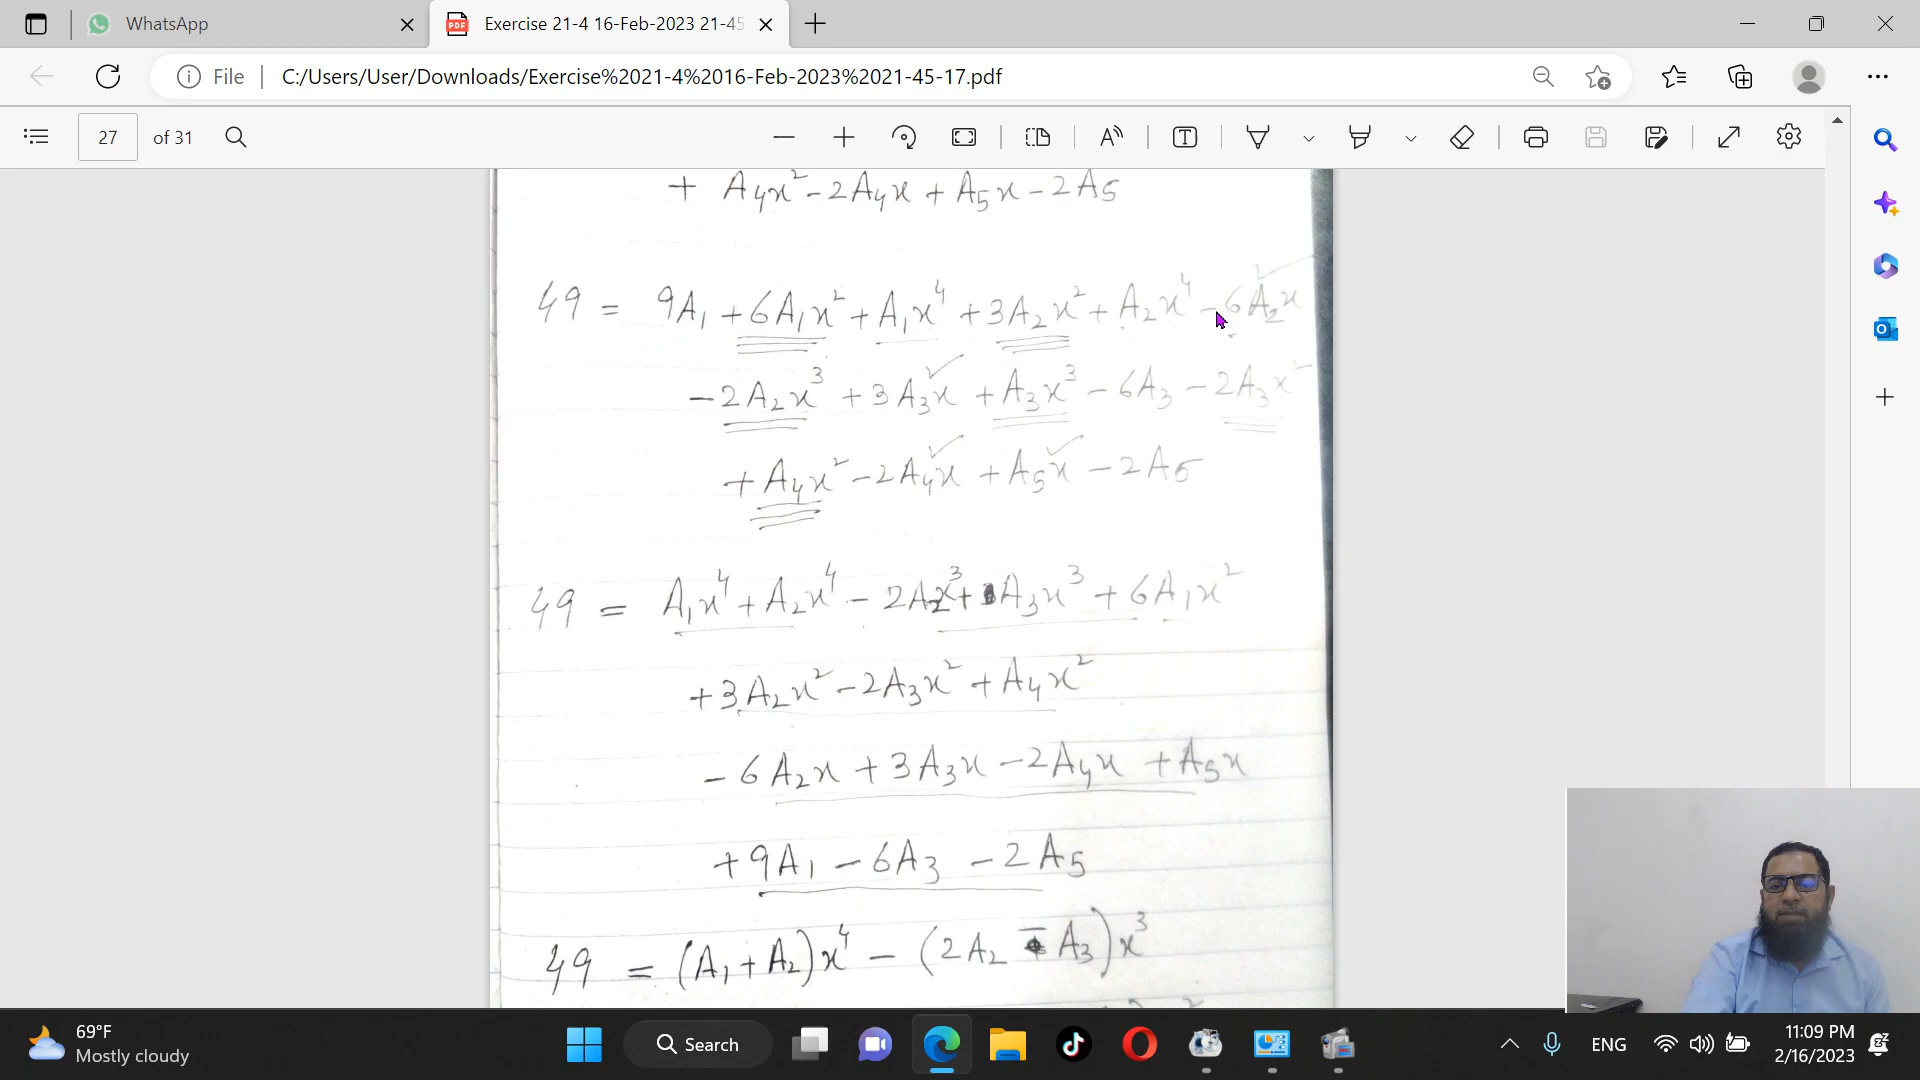 WhatsApp
Exercise 21-4 16-Feb-2023 21-45
File
C:/Users/User/Downloads/Exercise%2021-4%2016-Feb-2023%2021-45-17.pdf
27 of 31
+ A₄x² - 2A₄x + A₅x - 2A₅
49 = 9A₁ + 6A₁x² + A₁x⁴ + 3A₂x² + A₂x⁴ - 6A₂x
- 2A₂x³ + 3A₃x + A₃x³ - 6A₃ - 2A₃x²
+ A₄x² - 2A₄x + A₅x - 2A₅
49 = A₁x⁴ + A₂x⁴ - 2A₂x³ + A₃x³ + 6A₁x²
+ 3A₂x² - 2A₃x² + A₄x²
- 6A₂x + 3A₃x - 2A₄x + A₅x
+ 9A₁ - 6A₃ - 2A₅
49 = (A₁ + A₂)x⁴ - (2A₂ - A₃)x³
69°F
Mostly cloudy
Search
ENG
11:09 PM
2/16/2023